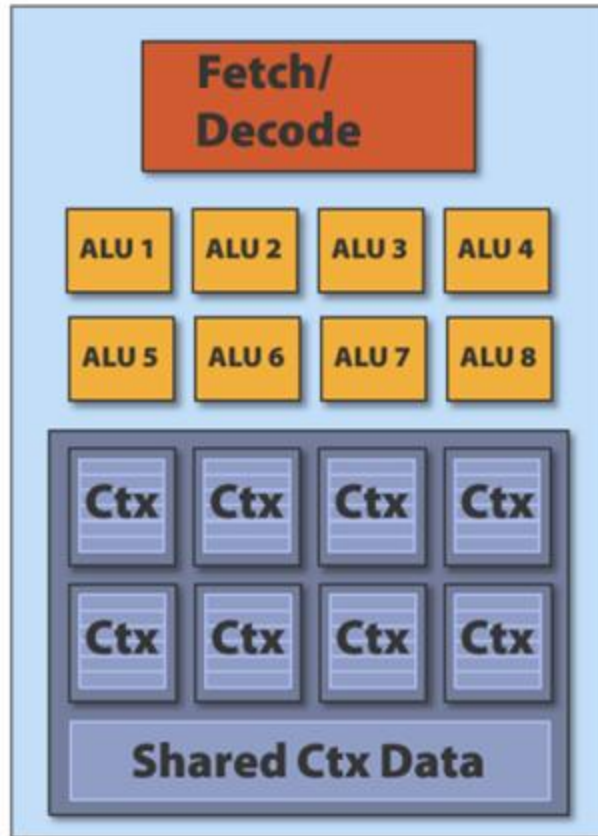 Fetch/
Decode
ALU 1 ALU 2 ALU 3 ALU 4
ALU 5 ALU 6 ALU 7 ALU 8
Ctx Ctx Ctx Ctx
Ctx Ctx Ctx Ctx
Shared Ctx Data